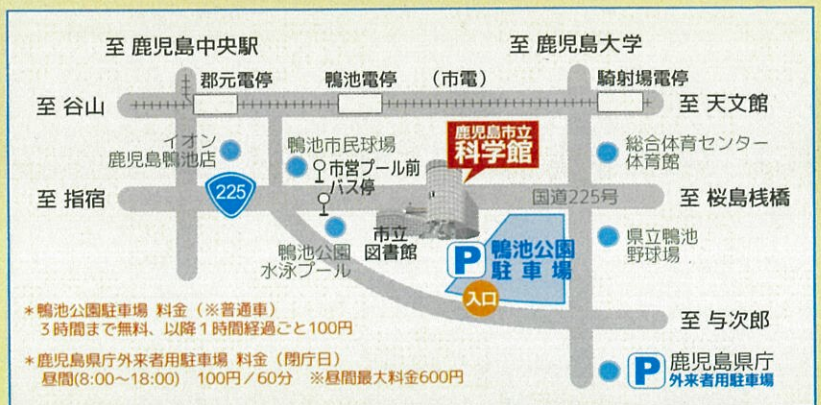 至 鹿児島中央駅
至 鹿児島大学
郡元電停
鴨池電停
(市電)
騎射場電停
至 谷山
至 天文館
イオン
鹿児島鴨池店
鴨池市民球場
市営プール前
バス停
鹿児島市立
科学館
総合体育センター
体育館
至 指宿
225
国道225号
至 桜島桟橋
鴨池公園
水泳プール
市立
図書館
P 鴨池公園
駐車場
県立鴨池
野球場
入口
至 与次郎
*鴨池公園駐車場 料金(※普通車)
3時間まで無料、以降1時間経過ごと100円
*鹿児島県庁外来者用駐車場 料金(閉庁日)
昼間(8:00~18:00) 100円/60分 ※昼間最大料金600円
P 鹿児島県庁
外来者用駐車場